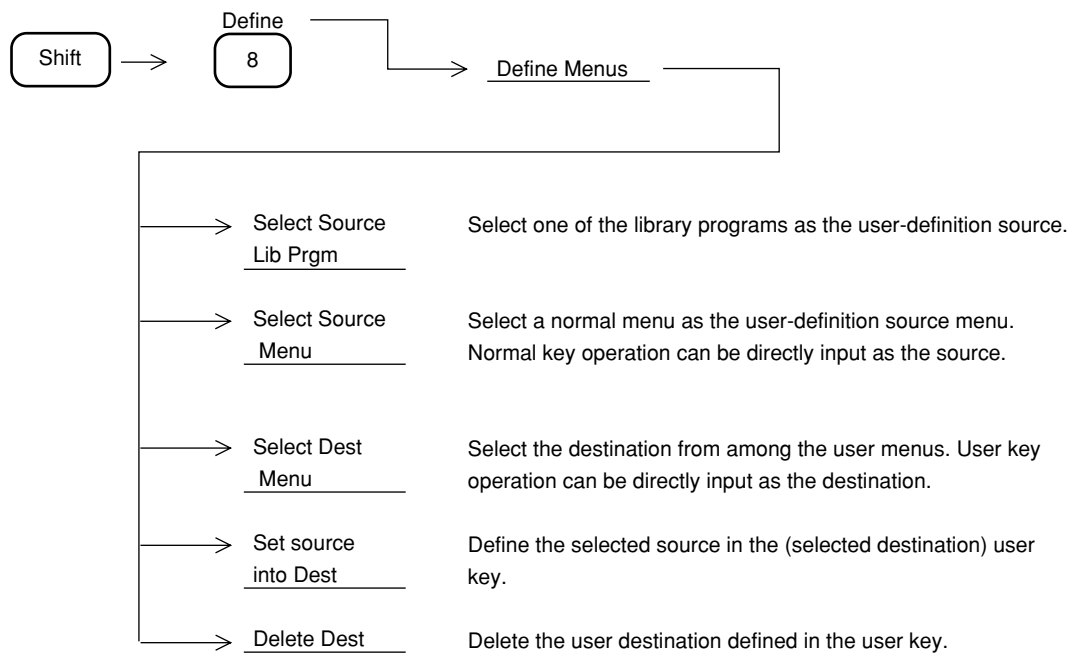 Define
Shift
8
Define Menus
Select Source
Lib Prgm
Select one of the library programs as the user-definition source.
Select Source
Menu
Select a normal menu as the user-definition source menu.
Normal key operation can be directly input as the source.
Select Dest
Menu
Select the destination from among the user menus. User key
operation can be directly input as the destination.
Set source
into Dest
Define the selected source in the (selected destination) user
key.
Delete Dest
Delete the user destination defined in the user key.